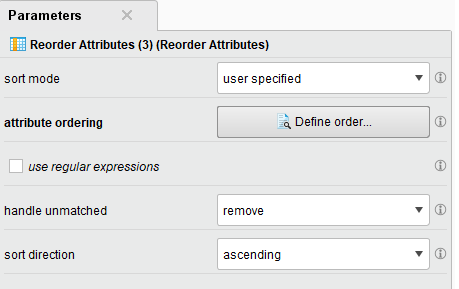 Parameters
Reorder Attributes (3) (Reorder Attributes)
sort mode user specified
attribute ordering Define order...
use regular expressions
handle unmatched remove
sort direction ascending